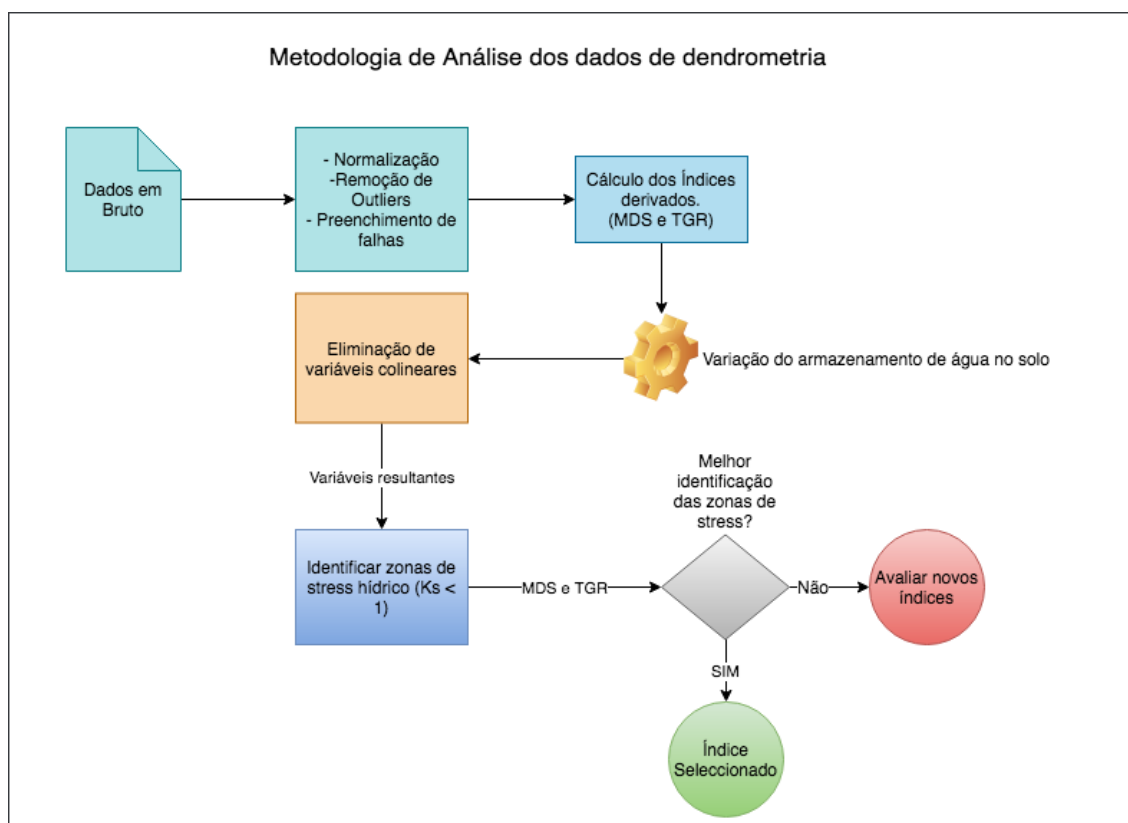 Metodologia de Análise dos dados de dendrometria
Dados em
Bruto
- Normalização
-Remoção de
Outliers
- Preenchimento de
falhas
Cálculo dos Índices
derivados.
(MDS e TGR)
Variação do armazenamento de água no solo
Eliminação de
variáveis colineares
Variáveis resultantes
Identificar zonas de
stress hídrico (Ks <
1)
MDS e TGR
Melhor
identificação
das zonas de
stress?
Não
Avaliar novos
índices
SIM
Índice
Seleccionado